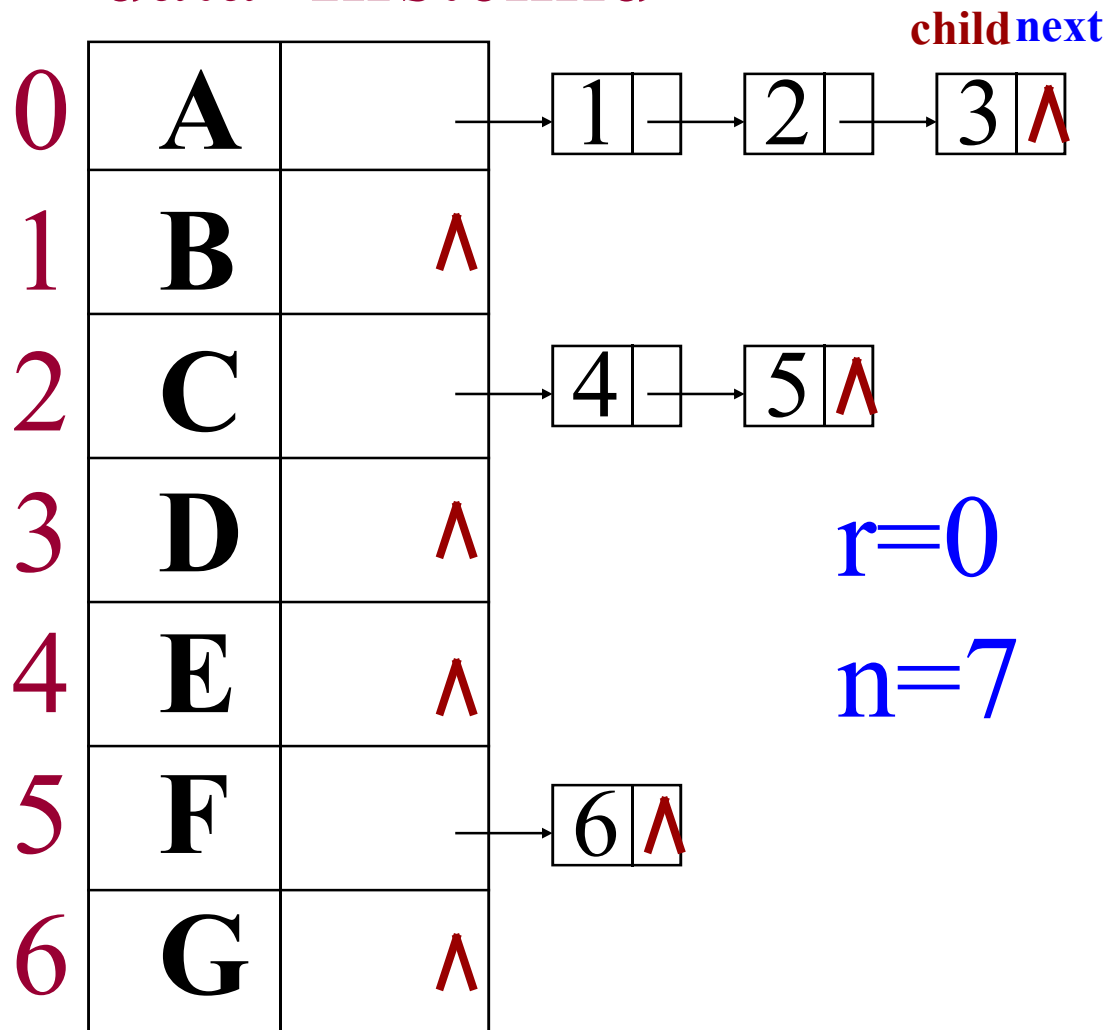 child next
0 A 1 2 3 ∧
1 B ∧
2 C 4 5 ∧
3 D ∧
r=0
4 E ∧
n=7
5 F 6 ∧
6 G ∧